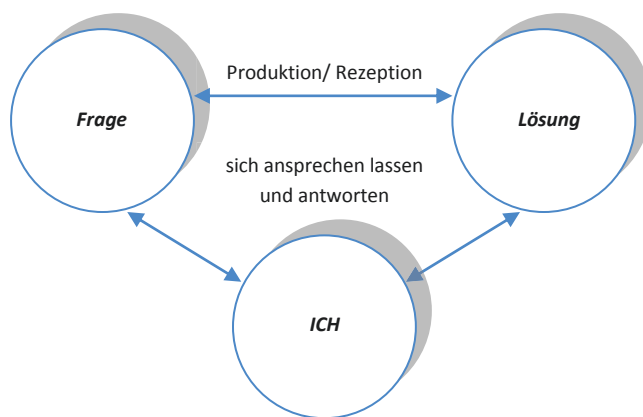 Produktion/ Rezeption
Frage
Lösung
sich ansprechen lassen
und antworten
ICH